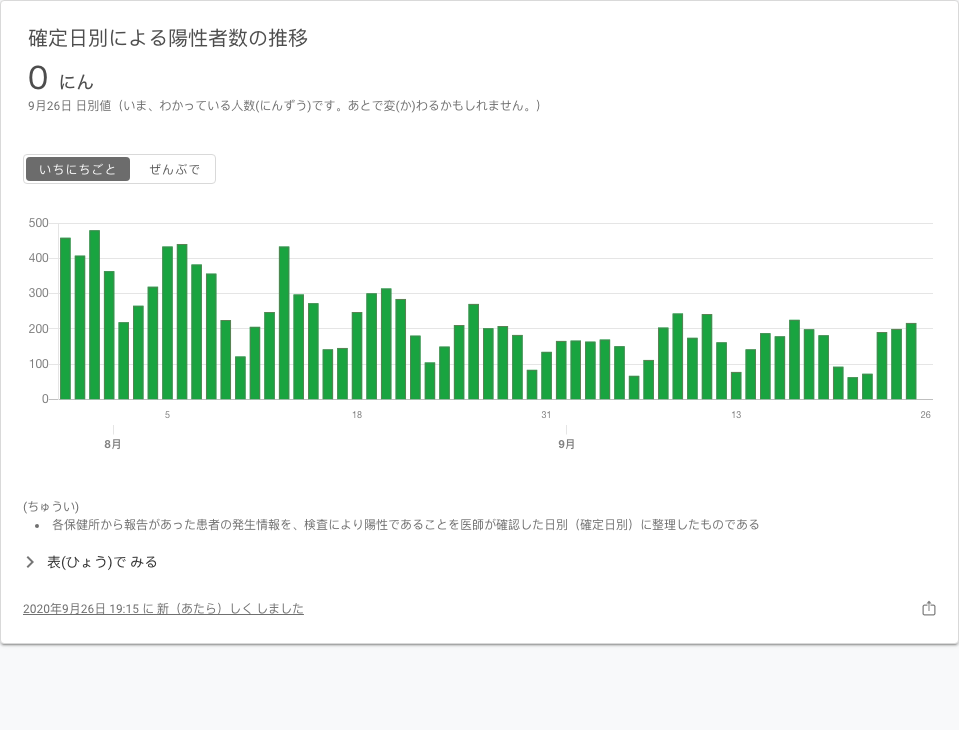 確定日別による陽性者数の推移
0 にん
9月26日 日別値（いま、わかっている人数(にんずう)です。あとで変(か)わるかもしれません。）
いちにちごと ぜんぶで
500
400
300
200
100
0
5 18 31 13 26
8月 9月
(ちゅうい)
• 各保健所から報告があった患者の発生情報を、検査により陽性であることを医師が確認した日別（確定日別）に整理したものである
表(ひょう)で みる
2020年9月26日 19:15 に 新（あたら）しく しました